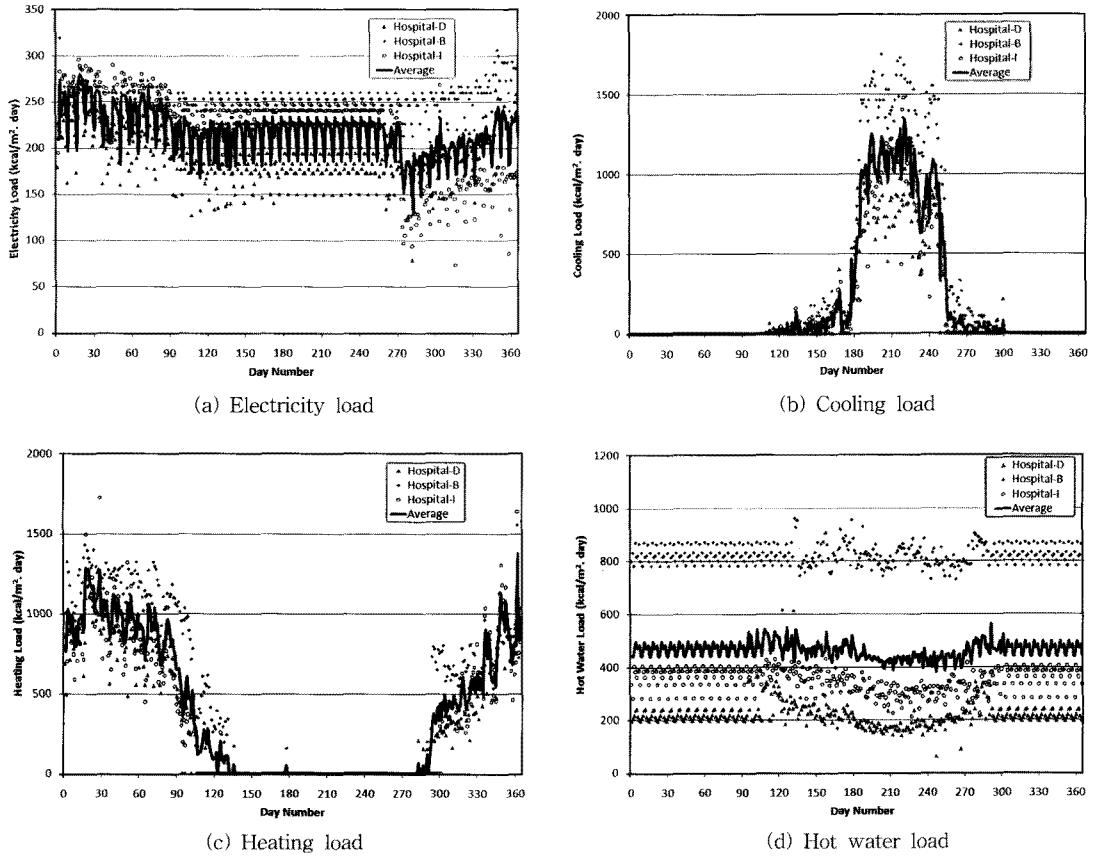 350
300
250
200
150
100
50
0
Electricity Load (kcal/m². day)
Hospital-D
Hospital-B
Hospital-I
Average
0 30 60 90 120 150 180 210 240 270 300 330 360
Day Number
(a) Electricity load
2000
1500
1000
500
0
Cooling Load (kcal/m². day)
Hospital-D
Hospital-B
Hospital-I
Average
0 30 60 90 120 150 180 210 240 270 300 330 360
Day Number
(b) Cooling load
2000
1500
1000
500
0
Heating Load (kcal/m². day)
Hospital-D
Hospital-B
Hospital-I
Average
0 30 60 90 120 150 180 210 240 270 300 330 360
Day Number
(c) Heating load
1200
1000
800
600
400
200
0
Hot Water Load (kcal/m². day)
Hospital-D
Hospital-B
Hospital-I
Average
0 30 60 90 120 150 180 210 240 270 300 330 360
Day Number
(d) Hot water load